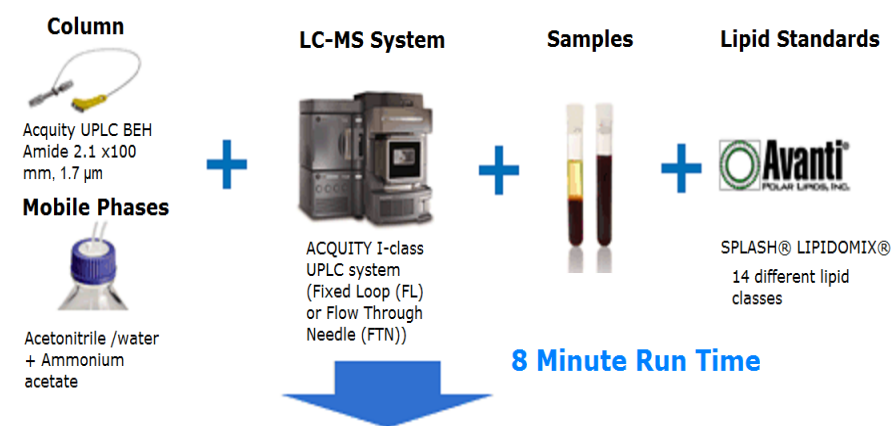 Column
Acquity UPLC BEH
Amide 2.1 x100
mm, 1.7 µm
Mobile Phases
Acetonitrile /water
+ Ammonium
acetate
LC-MS System
ACQUITY I-class
UPLC system
(Fixed Loop (FL)
or Flow Through
Needle (FTN))
Samples
Lipid Standards
Avanti®
POLAR LIPIDS, INC.
SPLASH® LIPIDOMIX®
14 different lipid
classes
8 Minute Run Time